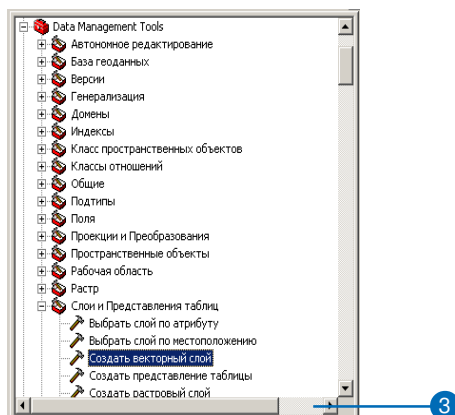 Data Management Tools
Автономное редактирование
База геоданных
Версии
Генерализация
Домены
Индексы
Класс пространственных объектов
Классы отношений
Общие
Подтипы
Поля
Проекции и Преобразования
Пространственные объекты
Рабочая область
Растр
Слои и Представления таблиц
Выбрать слой по атрибуту
Выбрать слой по местоположению
Создать векторный слой
Создать представление таблицы
Создать растровый слой
3